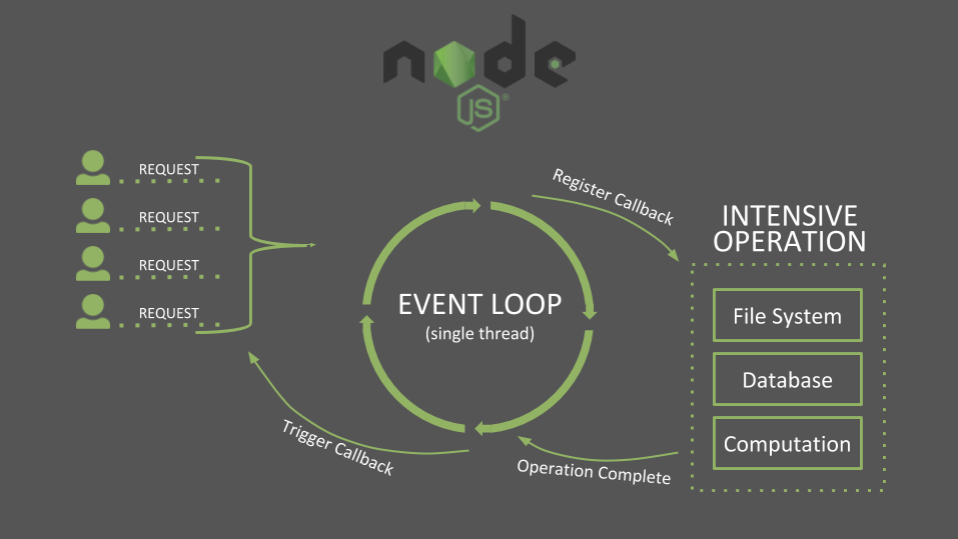 node
JS®
REQUEST
REQUEST
REQUEST
REQUEST
Register Callback
INTENSIVE
OPERATION
EVENT LOOP
(single thread)
File System
Database
Computation
Trigger Callback
Operation Complete